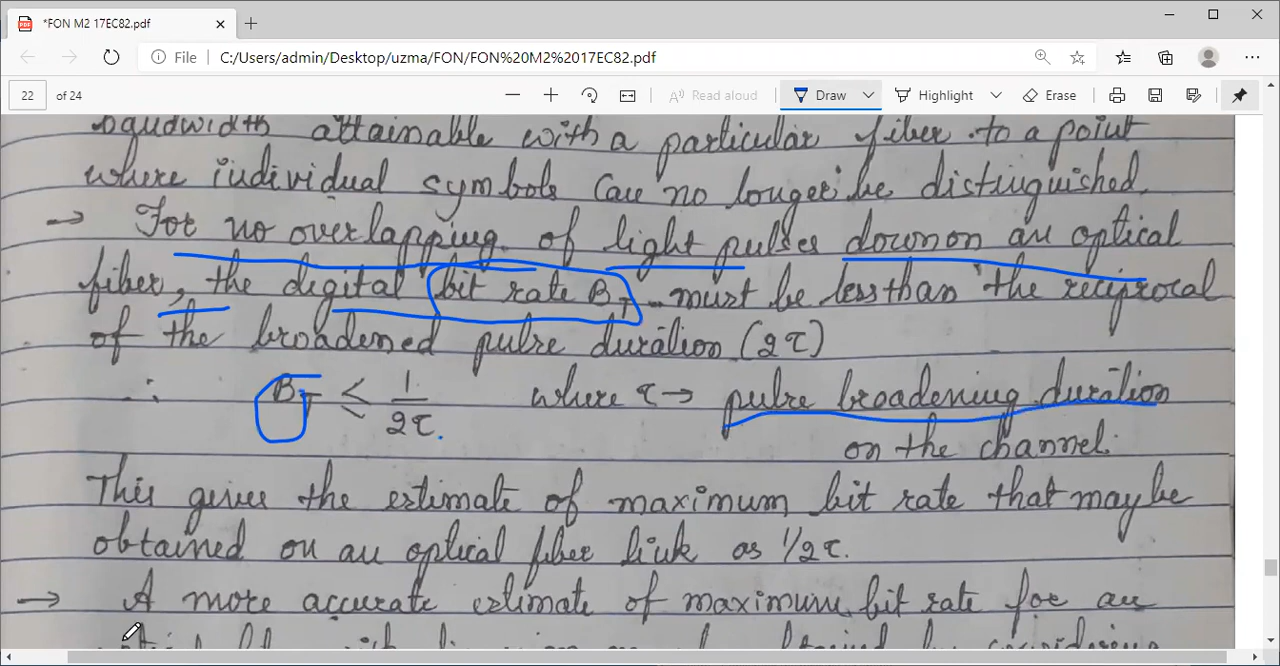 *FON M2 17EC82.pdf
File C:/Users/admin/Desktop/uzma/FON/FON%20M2%2017EC82.pdf
22 of 24 Read aloud Draw Highlight Erase
bandwidth attainable with a particular fiber to a point
where individual symbols can no longer be distinguished.
→ For no overlapping of light pulses down on an optical
fiber, the digital bit rate B_T must be less than the reciprocal
of the broadened pulse duration (2τ)
∴ B_T ≤ 1/2τ. where τ → pulse broadening duration
on the channel.
This gives the estimate of maximum bit rate that may be
obtained on an optical fiber link as 1/2τ.
→ A more accurate estimate of maximum bit rate for an